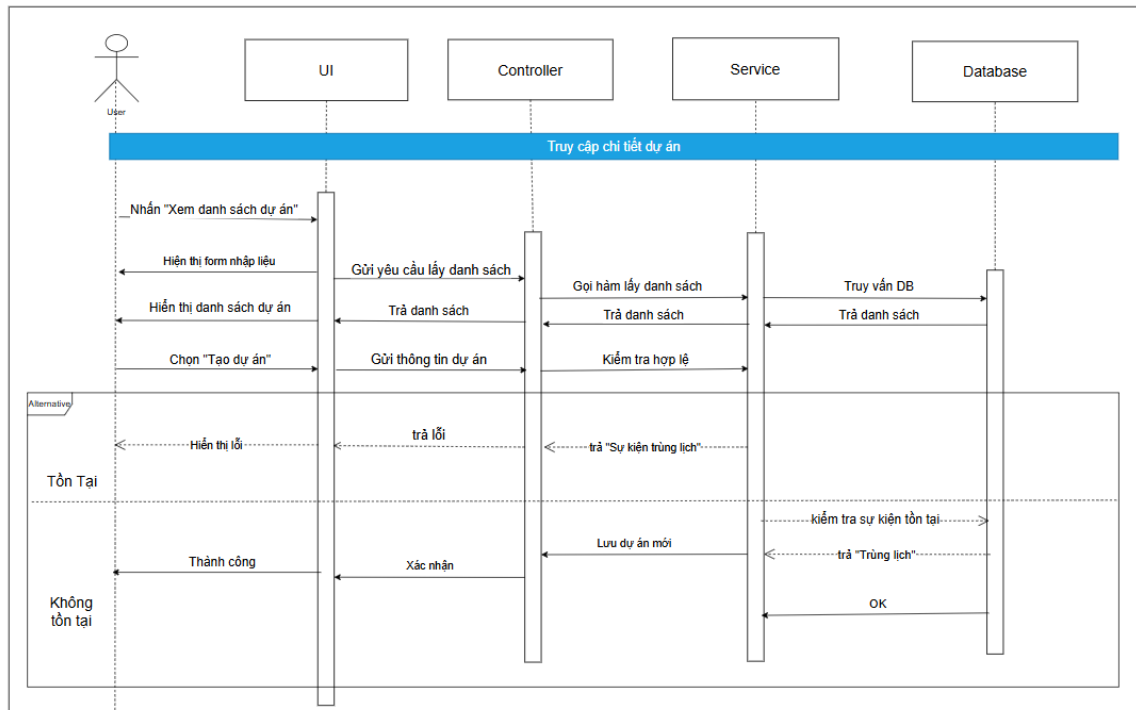 UI
Controller
Service
Database
User
Truy cập chi tiết dự án
Nhấn "Xem danh sách dự án"
Hiện thị form nhập liệu
Gửi yêu cầu lấy danh sách
Gọi hàm lấy danh sách
Truy vấn DB
Hiển thị danh sách dự án
Trả danh sách
Trả danh sách
Trả danh sách
Chọn "Tạo dự án"
Gửi thông tin dự án
Kiểm tra hợp lệ
Alternative
Hiển thị lỗi
trả lỗi
trả "Sự kiện trùng lịch"
Tồn Tại
kiểm tra sự kiện tồn tại
Lưu dự án mới
trả "Trùng lịch"
Thành công
Xác nhận
Không
tồn tại
OK